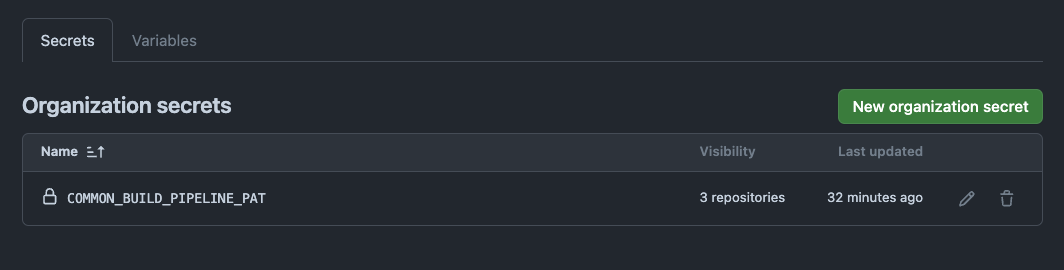 Secrets
Variables
Organization secrets
New organization secret
Name
Visibility
Last updated
COMMON_BUILD_PIPELINE_PAT
3 repositories
32 minutes ago